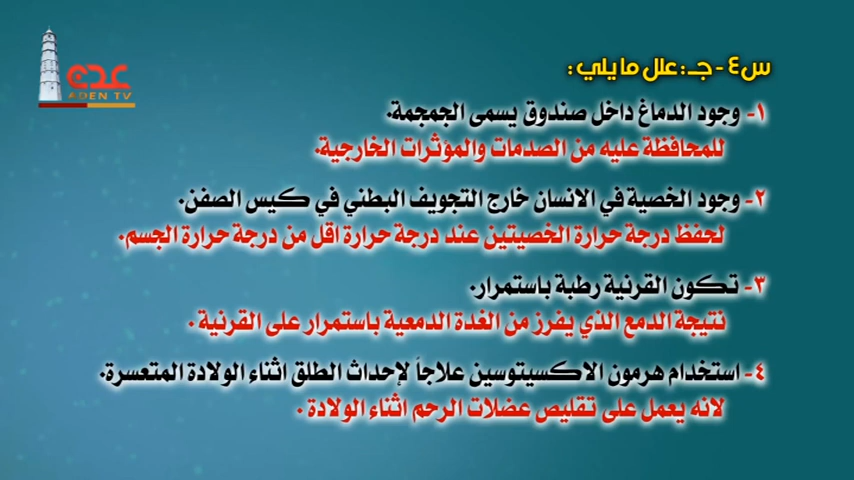 عدن
ADEN TV
س٤ - جـ : علل ما يلي :
١- وجود الدماغ داخل صندوق يسمى الجمجمة.
للمحافظة عليه من الصدمات والمؤثرات الخارجية.
٢- وجود الخصية في الانسان خارج التجويف البطني في كيس الصفن.
لحفظ درجة حرارة الخصيتين عند درجة حرارة اقل من درجة حرارة الجسم.
٣- تكون القرنية رطبة باستمرار.
نتيجة الدمع الذي يفرز من الغدة الدمعية باستمرار على القرنية .
٤- استخدام هرمون الاكسيتوسين علاجاً لإحداث الطلق اثناء الولادة المتعسرة.
لانه يعمل على تقليص عضلات الرحم اثناء الولادة .